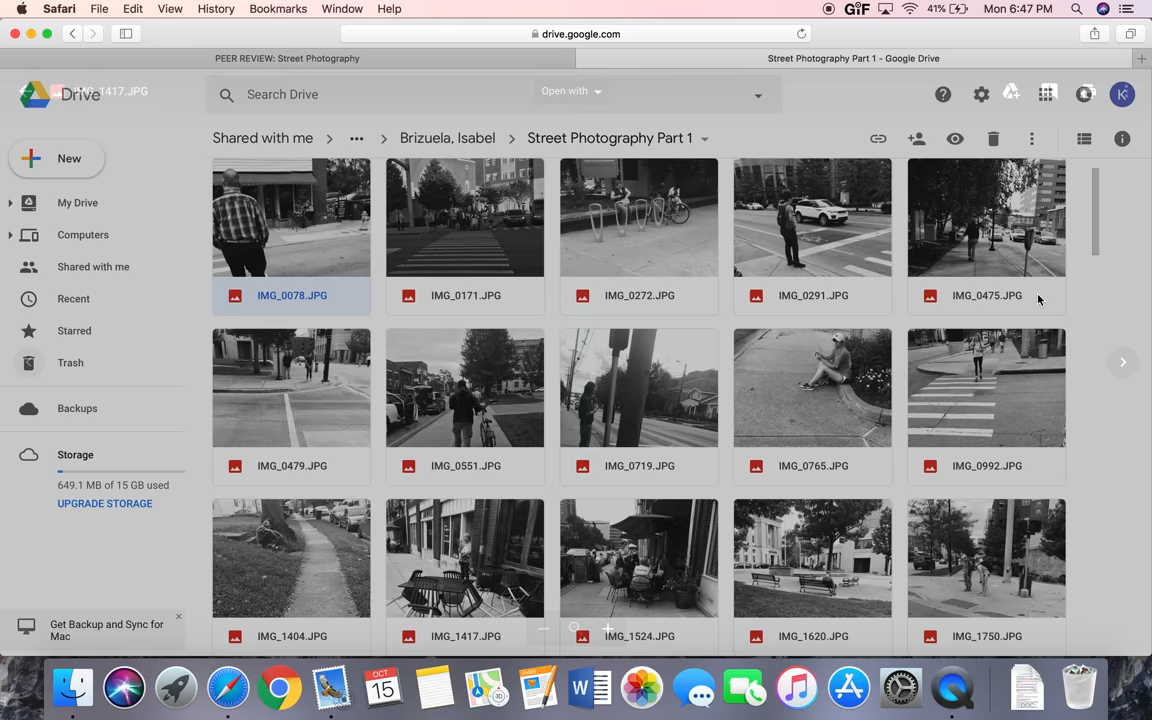 Safari File Edit View History Bookmarks Window Help GIF 41% Mon 6:47 PM
drive.google.com
PEER REVIEW: Street Photography Street Photography Part 1 - Google Drive
Drive IMG_1417.JPG Search Drive Open with K
Shared with me > ••• > Brizuela, Isabel > Street Photography Part 1
New
My Drive
Computers
Shared with me
Recent
Starred
Trash
Backups
Storage
649.1 MB of 15 GB used
UPGRADE STORAGE
Get Backup and Sync for
Mac
IMG_0078.JPG IMG_0171.JPG IMG_0272.JPG IMG_0291.JPG IMG_0475.JPG
IMG_0479.JPG IMG_0551.JPG IMG_0719.JPG IMG_0765.JPG IMG_0992.JPG
IMG_1404.JPG IMG_1417.JPG IMG_1524.JPG IMG_1620.JPG IMG_1750.JPG
OCT
15
W
DOC